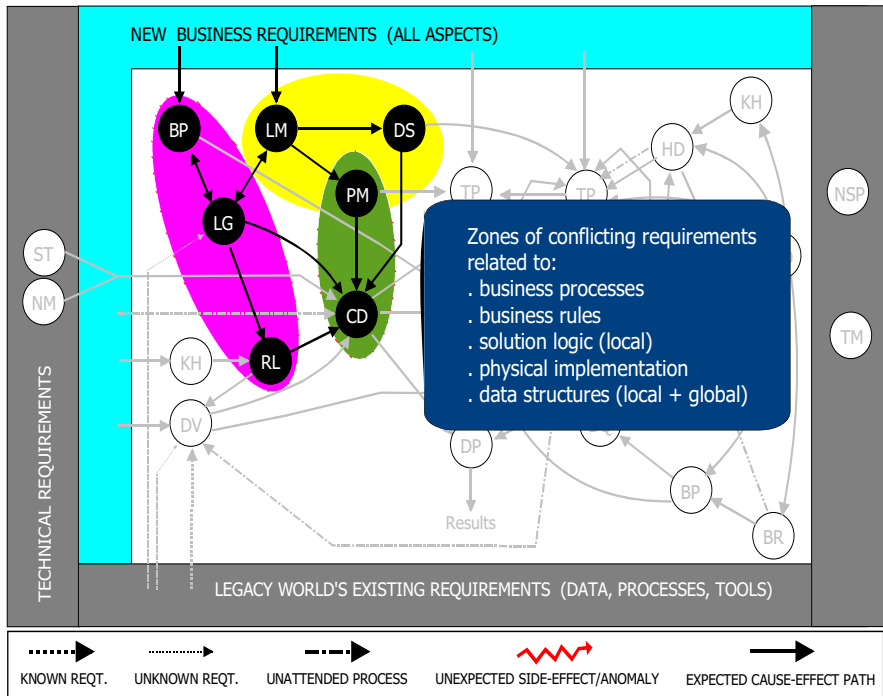 NEW BUSINESS REQUIREMENTS (ALL ASPECTS)
BP
LM
DS
KH
HD
PM
TP
TP
NSP
LG
ST
NM
Zones of conflicting requirements
related to:
. business processes
. business rules
. solution logic (local)
. physical implementation
. data structures (local + global)
CD
TM
KH
RL
DV
DP
BP
Results
BR
TECHNICAL REQUIREMENTS
LEGACY WORLD'S EXISTING REQUIREMENTS (DATA, PROCESSES, TOOLS)
KNOWN REQT.
UNKNOWN REQT.
UNATTENDED PROCESS
UNEXPECTED SIDE-EFFECT/ANOMALY
EXPECTED CAUSE-EFFECT PATH